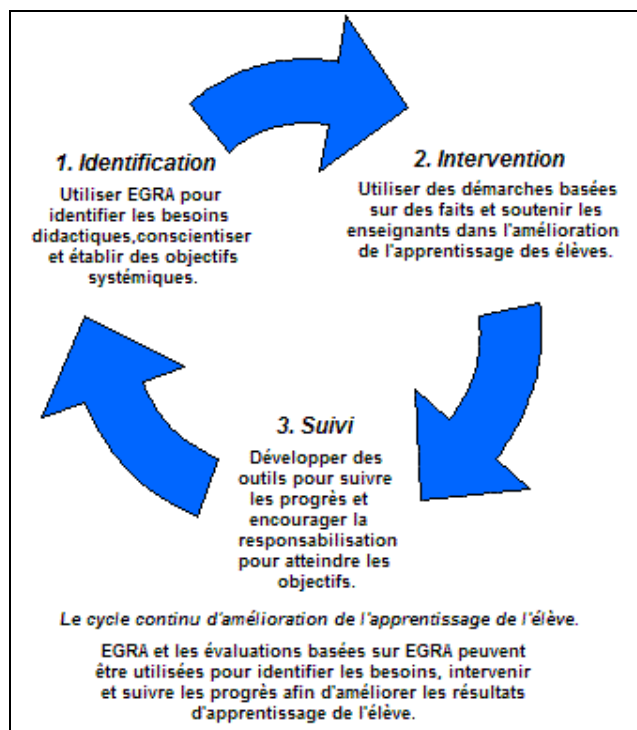 1. Identification
Utiliser EGRA pour
identifier les besoins
didactiques,conscientiser
et établir des objectifs
systémiques.
2. Intervention
Utiliser des démarches basées
sur des faits et soutenir les
enseignants dans l'amélioration
de l'apprentissage des élèves.
3. Suivi
Développer des
outils pour suivre
les progrès et
encourager la
responsabilisation
pour atteindre les
objectifs.
Le cycle continu d'amélioration de l'apprentissage de l'élève.
EGRA et les évaluations basées sur EGRA peuvent
être utilisées pour identifier les besoins, intervenir
et suivre les progrès afin d'améliorer les résultats
d'apprentissage de l'élève.